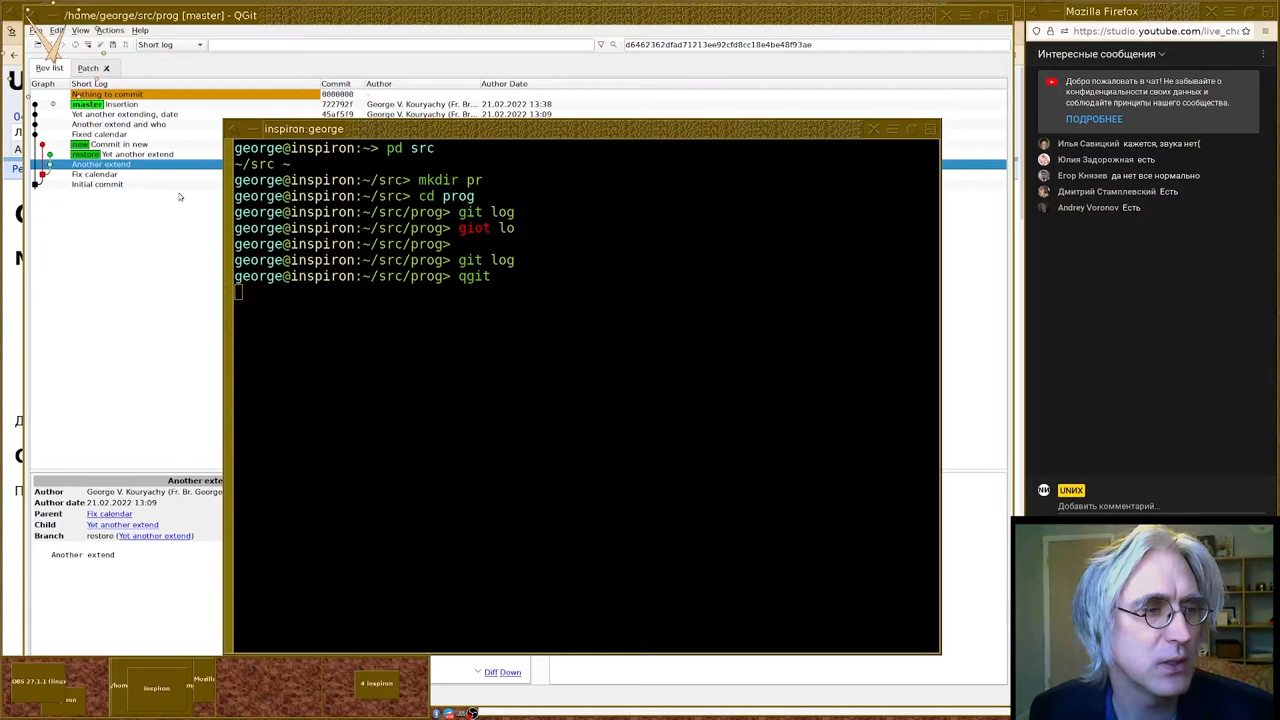 /home/george/src/prog [master] - QGit
Edit View Actions Help
Short log
d6462362dfad71213ee92cfd8cc18e4be48f93ae
Rev list Patch
Graph Short Log Commit Author Author Date
Nothing to commit 0000000 -
master Insertion 722792f George V. Kouryachy (Fr. Br... 21.02.2022 13:38
Yet another extending, date 45af5f9 George V. Kouryachy (Fr. Br... 21.02.2022 13:09
Another extend and who
Fixed calendar
new Commit in new
restore Yet another extend
Another extend
Fix calendar
Initial commit
inspiron:george
george@inspiron:~> pd src
~/src ~
george@inspiron:~/src> mkdir pr
george@inspiron:~/src> cd prog
george@inspiron:~/src/prog> git log
george@inspiron:~/src/prog> giot lo
george@inspiron:~/src/prog>
george@inspiron:~/src/prog> git log
george@inspiron:~/src/prog> qgit
Another exte
Author George V. Kouryachy (Fr. Br. George
Author date 21.02.2022 13:09
Parent Fix calendar
Child Yet another extend
Branch restore (Yet another extend)
Another extend
Diff Down
Mozilla Firefox
https://studio.youtube.com/live_cha
Интересные сообщения
Добро пожаловать в чат! Не забывайте о
конфиденциальности своих данных и
соблюдайте принципы нашего сообщества.
ПОДРОБНЕЕ
Илья Савицкий кажется, звука нет(
Юлия Задорожная есть
Егор Князев да нет все нормально
Дмитрий Стамплевский Есть
Andrey Voronov Есть
UNИX
Добавить комментарий...
OBS 27.1.1 (linux
/hom
inspiron
Mozill
# inspiron